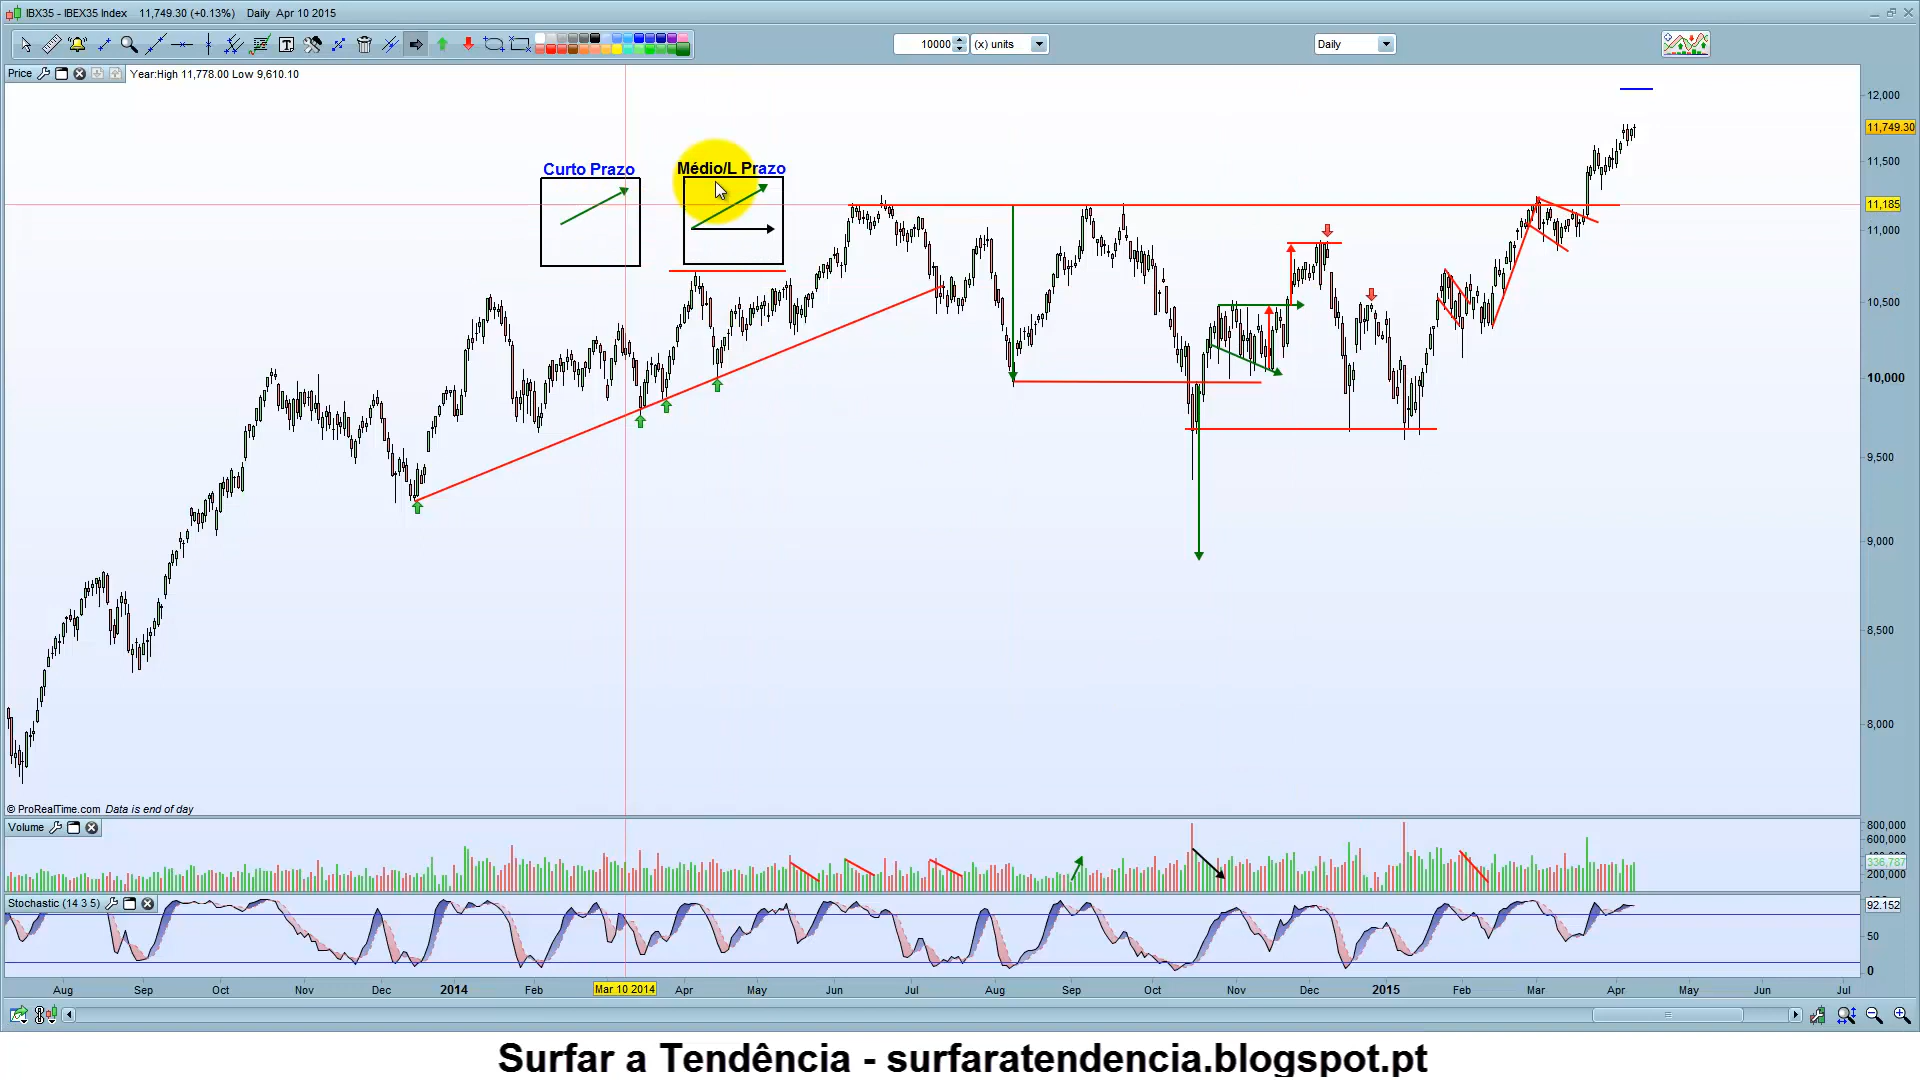 IBX35 - IBEX35 Index 11,749.30 (+0.13%) Daily Apr 10 2015
10000 (x) units Daily
Price Year:High 11,778.00 Low 9,610.10
12,000
11,749.30
11,500
11,185
11,000
10,500
10,000
9,500
9,000
8,500
8,000
Curto Prazo
Médio/L Prazo
© ProRealTime.com Data is end of day
Volume
800,000
600,000
336,787
200,000
Stochastic (14 3 5)
92.152
50
0
Aug Sep Oct Nov Dec 2014 Feb Mar 10 2014 Apr May Jun Jul Aug Sep Oct Nov Dec 2015 Feb Mar Apr May Jun Jul
Surfar a Tendência - surfaratendencia.blogspot.pt